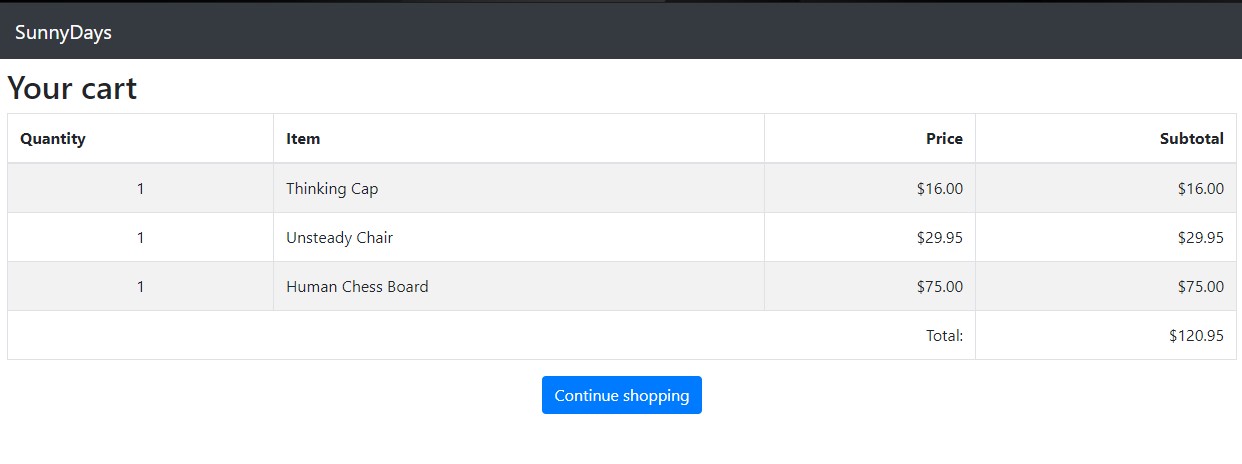 SunnyDays
Your cart
Quantity Item Price Subtotal
1 Thinking Cap $16.00 $16.00
1 Unsteady Chair $29.95 $29.95
1 Human Chess Board $75.00 $75.00
Total: $120.95
Continue shopping